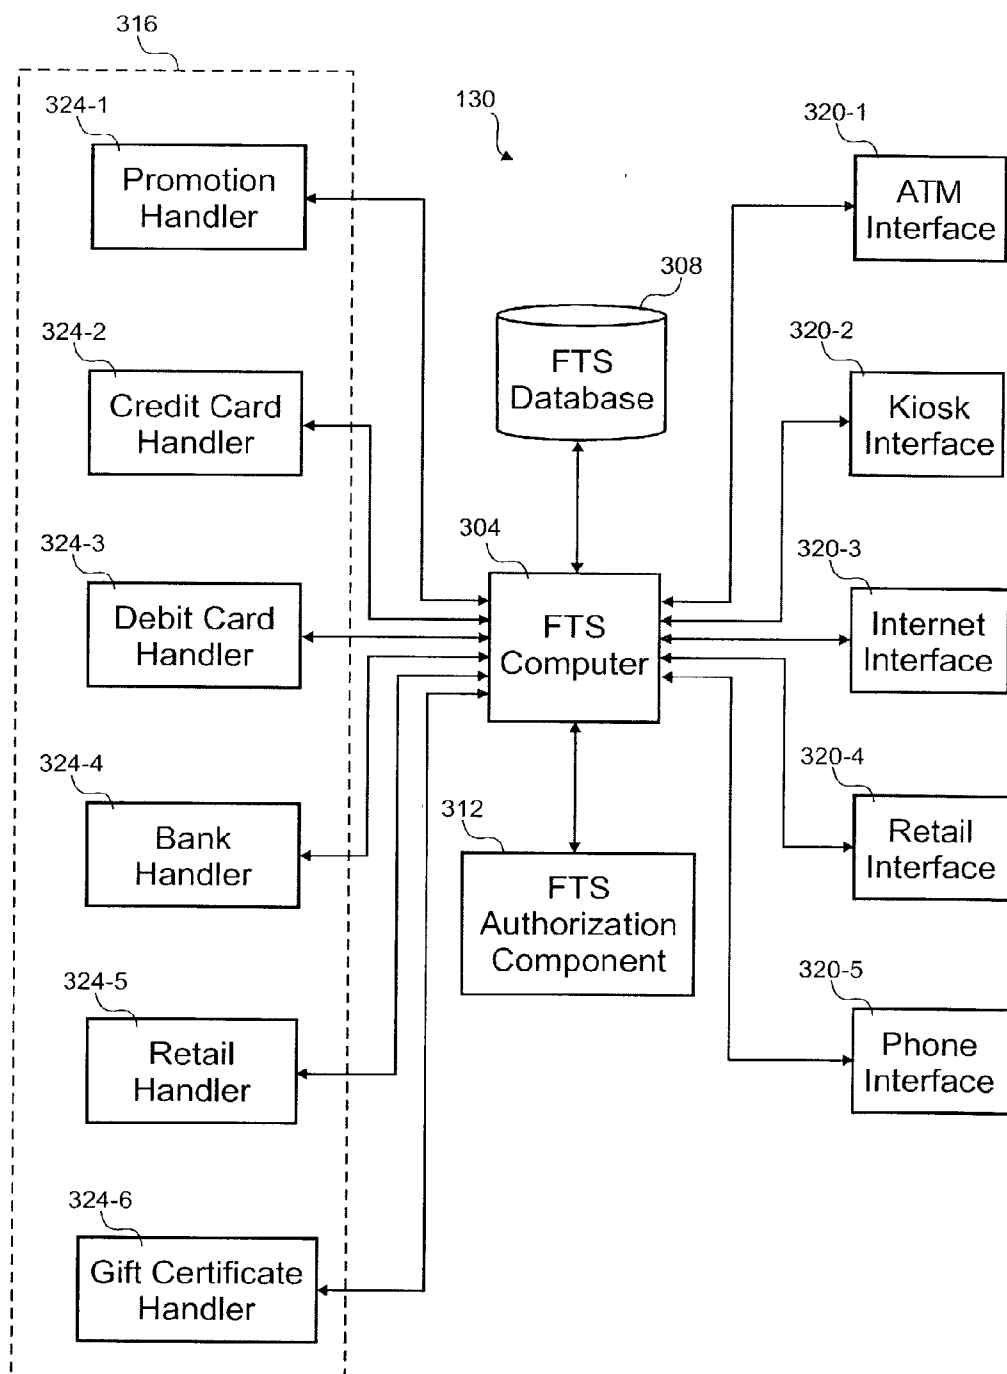 316
324-1
Promotion
Handler
324-2
Credit Card
Handler
324-3
Debit Card
Handler
324-4
Bank
Handler
324-5
Retail
Handler
324-6
Gift Certificate
Handler
130
308
FTS
Database
304
FTS
Computer
312
FTS
Authorization
Component
320-1
ATM
Interface
320-2
Kiosk
Interface
320-3
Internet
Interface
320-4
Retail
Interface
320-5
Phone
Interface